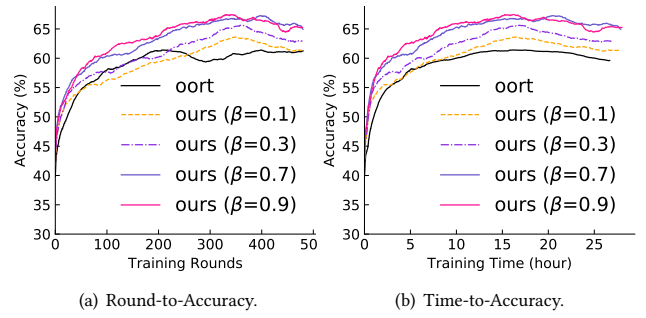 65
60
55
50
45
40
35
30
Accuracy (%)
oort
ours (β=0.1)
ours (β=0.3)
ours (β=0.7)
ours (β=0.9)
0 100 200 300 400 500
Training Rounds
(a) Round-to-Accuracy.
65
60
55
50
45
40
35
30
Accuracy (%)
oort
ours (β=0.1)
ours (β=0.3)
ours (β=0.7)
ours (β=0.9)
0 5 10 15 20 25
Training Time (hour)
(b) Time-to-Accuracy.